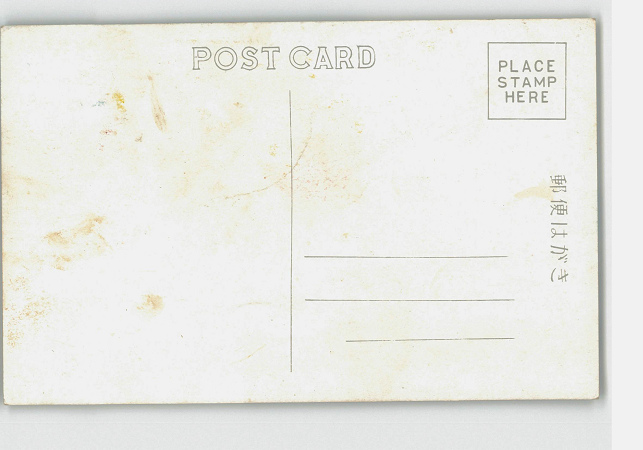 POST CARD
PLACE
STAMP
HERE
郵便はがき